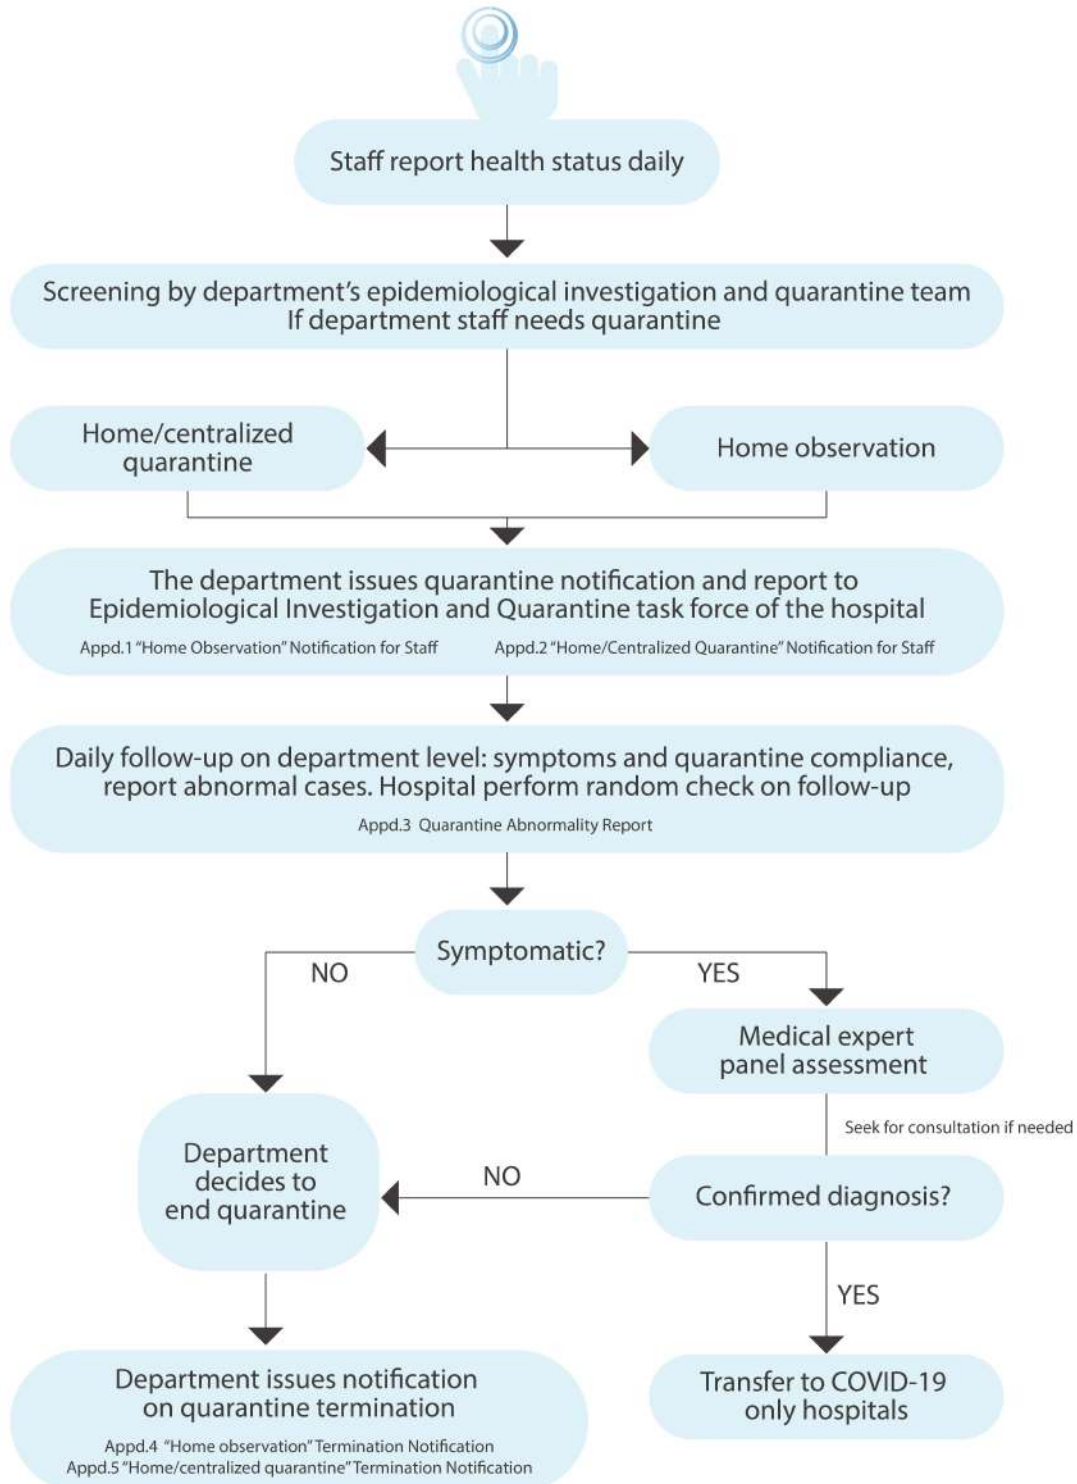 Staff report health status daily
Screening by department’s epidemiological investigation and quarantine team
If department staff needs quarantine
Home/centralized
quarantine
Home observation
The department issues quarantine notification and report to
Epidemiological Investigation and Quarantine task force of the hospital
Appd.1 “Home Observation” Notification for Staff
Appd.2 “Home/Centralized Quarantine” Notification for Staff
Daily follow-up on department level: symptoms and quarantine compliance,
report abnormal cases. Hospital perform random check on follow-up
Appd.3 Quarantine Abnormality Report
Symptomatic?
NO
YES
Medical expert
panel assessment
Seek for consultation if needed
Department
decides to
end quarantine
NO
Confirmed diagnosis?
YES
Department issues notification
on quarantine termination
Appd.4 “Home observation” Termination Notification
Appd.5 “Home/centralized quarantine” Termination Notification
Transfer to COVID-19
only hospitals